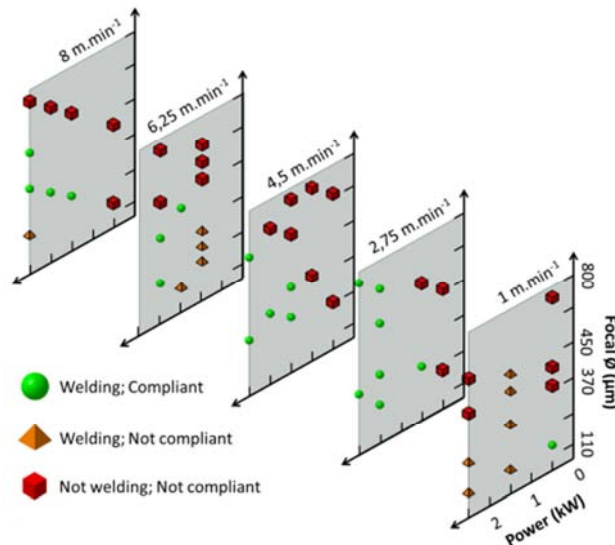 8 m.min⁻¹
6,25 m.min⁻¹
4,5 m.min⁻¹
2,75 m.min⁻¹
1 m.min⁻¹
800
450
370
110
0
Focal Ø (µm)
2
1
0
Power (kW)
Welding; Compliant
Welding; Not compliant
Not welding; Not compliant